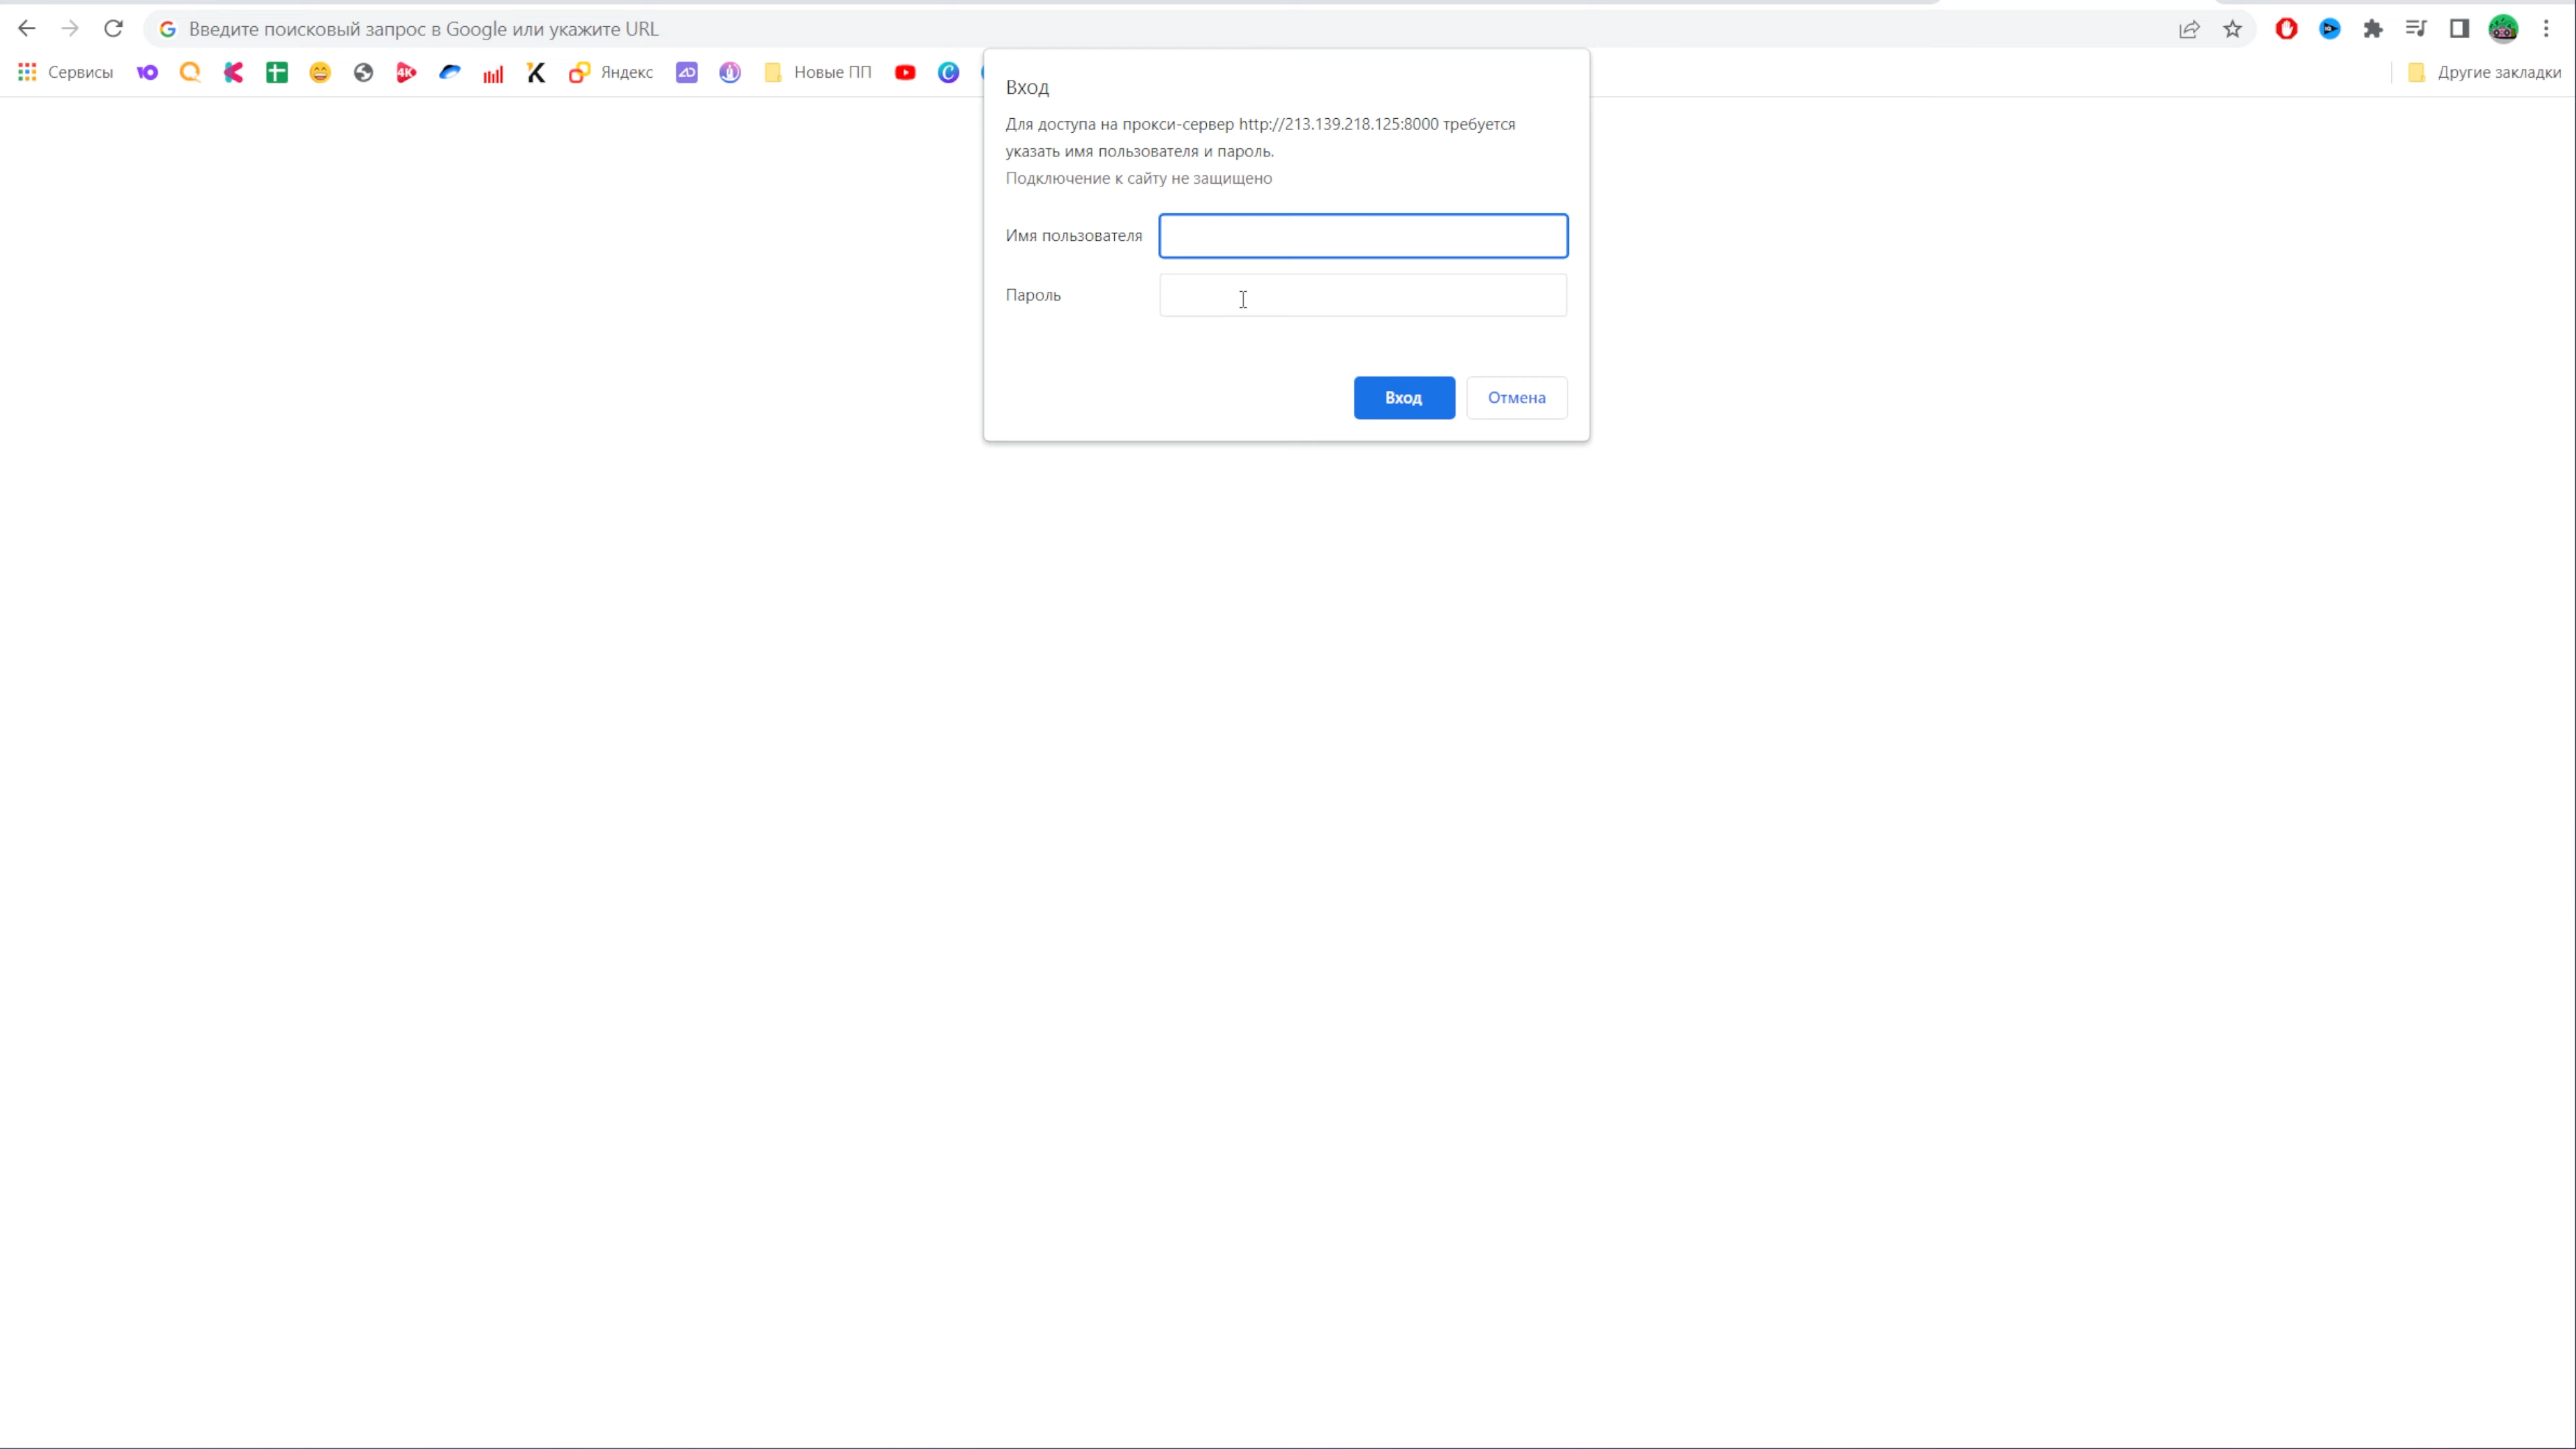 Введите поисковый запрос в Google или укажите URL
Сервисы
Яндекс
Новые ПП
Другие закладки
Вход
Для доступа на прокси-сервер http://213.139.218.125:8000 требуется
указать имя пользователя и пароль.
Подключение к сайту не защищено
Имя пользователя
Пароль
Вход
Отмена